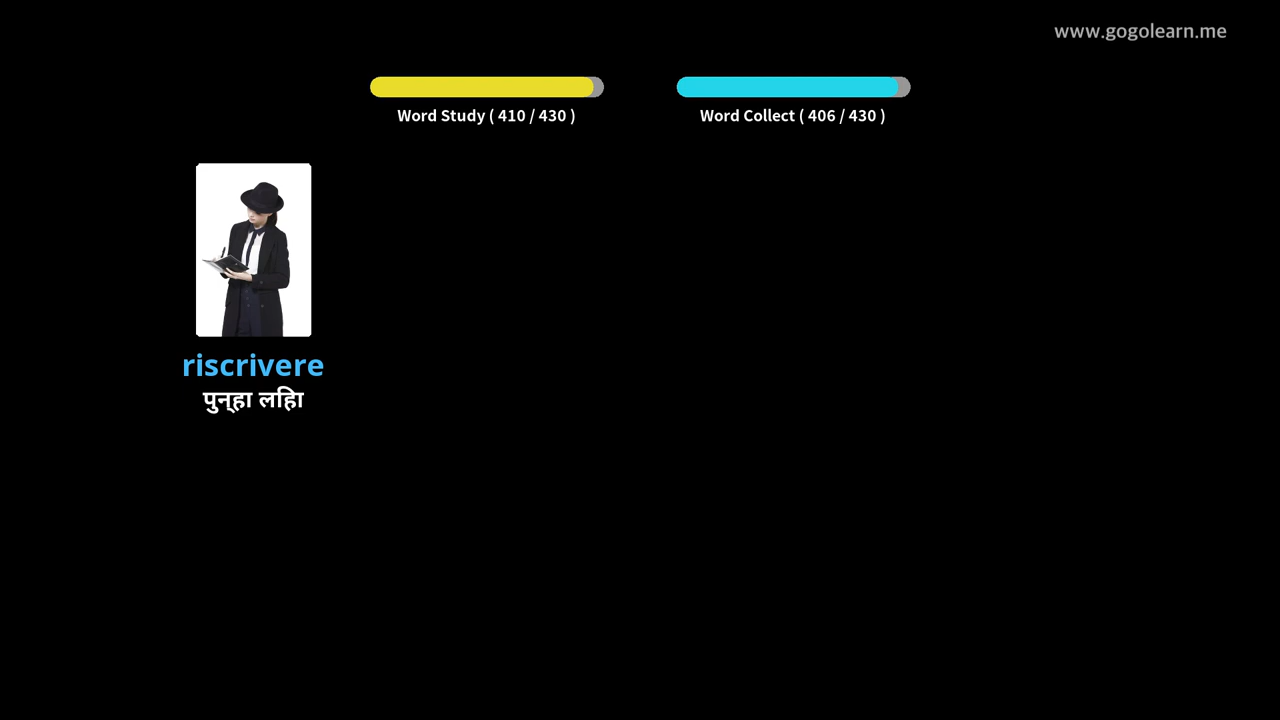 www.gogolearn.me
Word Study ( 410 / 430 )
Word Collect ( 406 / 430 )
riscrivere
पुन्हा लिहा